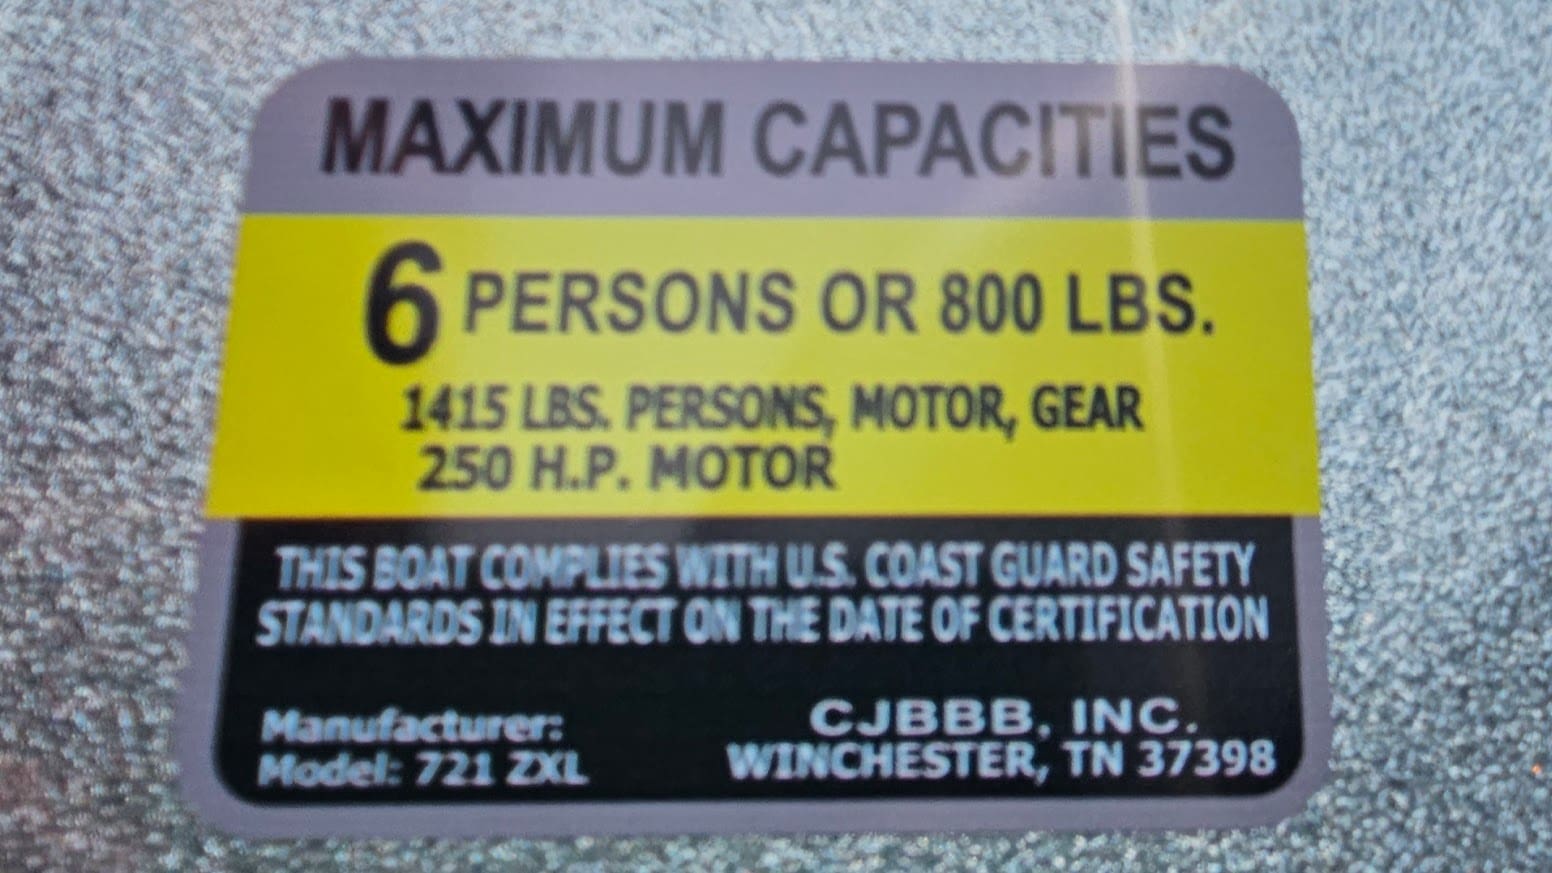 MAXIMUM CAPACITIES
6 PERSONS OR 800 LBS.
1415 LBS. PERSONS, MOTOR, GEAR
250 H.P. MOTOR
THIS BOAT COMPLIES WITH U.S. COAST GUARD SAFETY
STANDARDS IN EFFECT ON THE DATE OF CERTIFICATION
Manufacturer: CJBBB, INC.
Model: 721 ZXL WINCHESTER, TN 37398